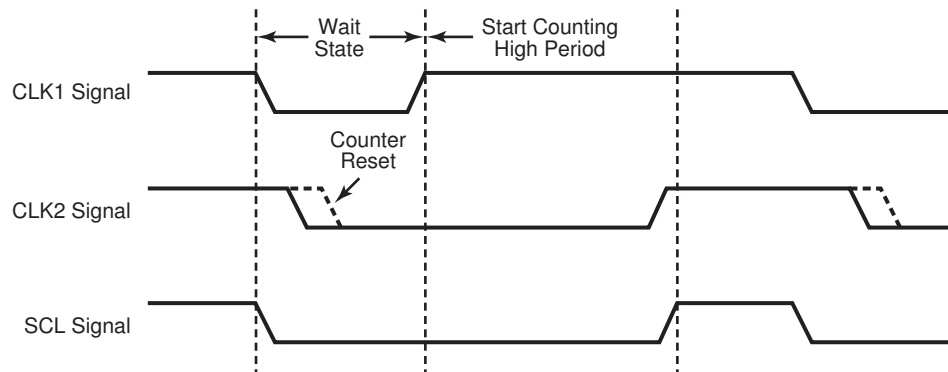 Wait
State
Start Counting
High Period
CLK1 Signal
Counter
Reset
CLK2 Signal
SCL Signal